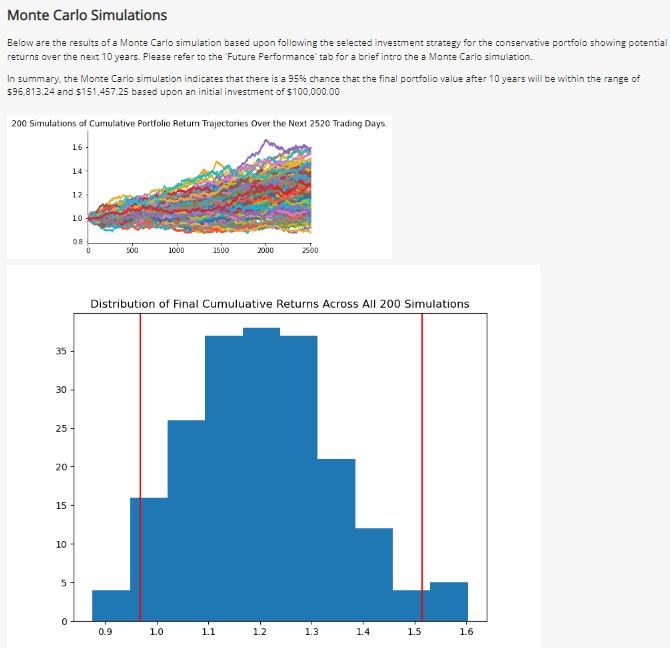 Monte Carlo Simulations
Below are the results of a Monte Carlo simulation based upon following the selected investment strategy for the conservative portfolo showing potential
returns over the next 10 years. Please refer to the 'Future Performance' tab for a brief intro the a Monte Carlo simulation.
In summary, the Monte Carlo simulation indicates that there is a 95% chance that the final portfolio value after 10 years will be within the range of
$96,813.24 and $151,457.25 based upon an initial investment of $100,000.00
200 Simulations of Cumulative Portfolio Return Trajectories Over the Next 2520 Trading Days.
1.6
1.4
1.2
1.0
0.8
0 500 1000 1500 2000 2500
Distribution of Final Cumuluative Returns Across All 200 Simulations
35
30
25
20
15
10
5
0
0.9 1.0 1.1 1.2 1.3 1.4 1.5 1.6